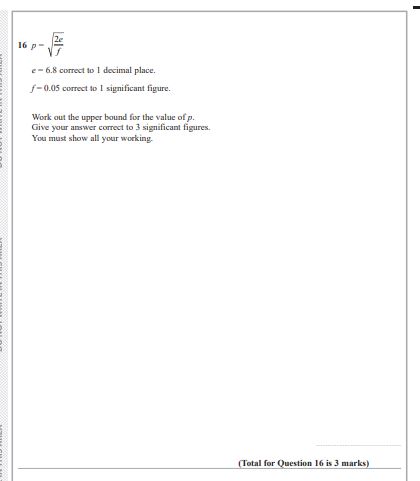 16 p = √(2e/f)
e = 6.8 correct to 1 decimal place.
f = 0.05 correct to 1 significant figure.
Work out the upper bound for the value of p.
Give your answer correct to 3 significant figures.
You must show all your working.
(Total for Question 16 is 3 marks)